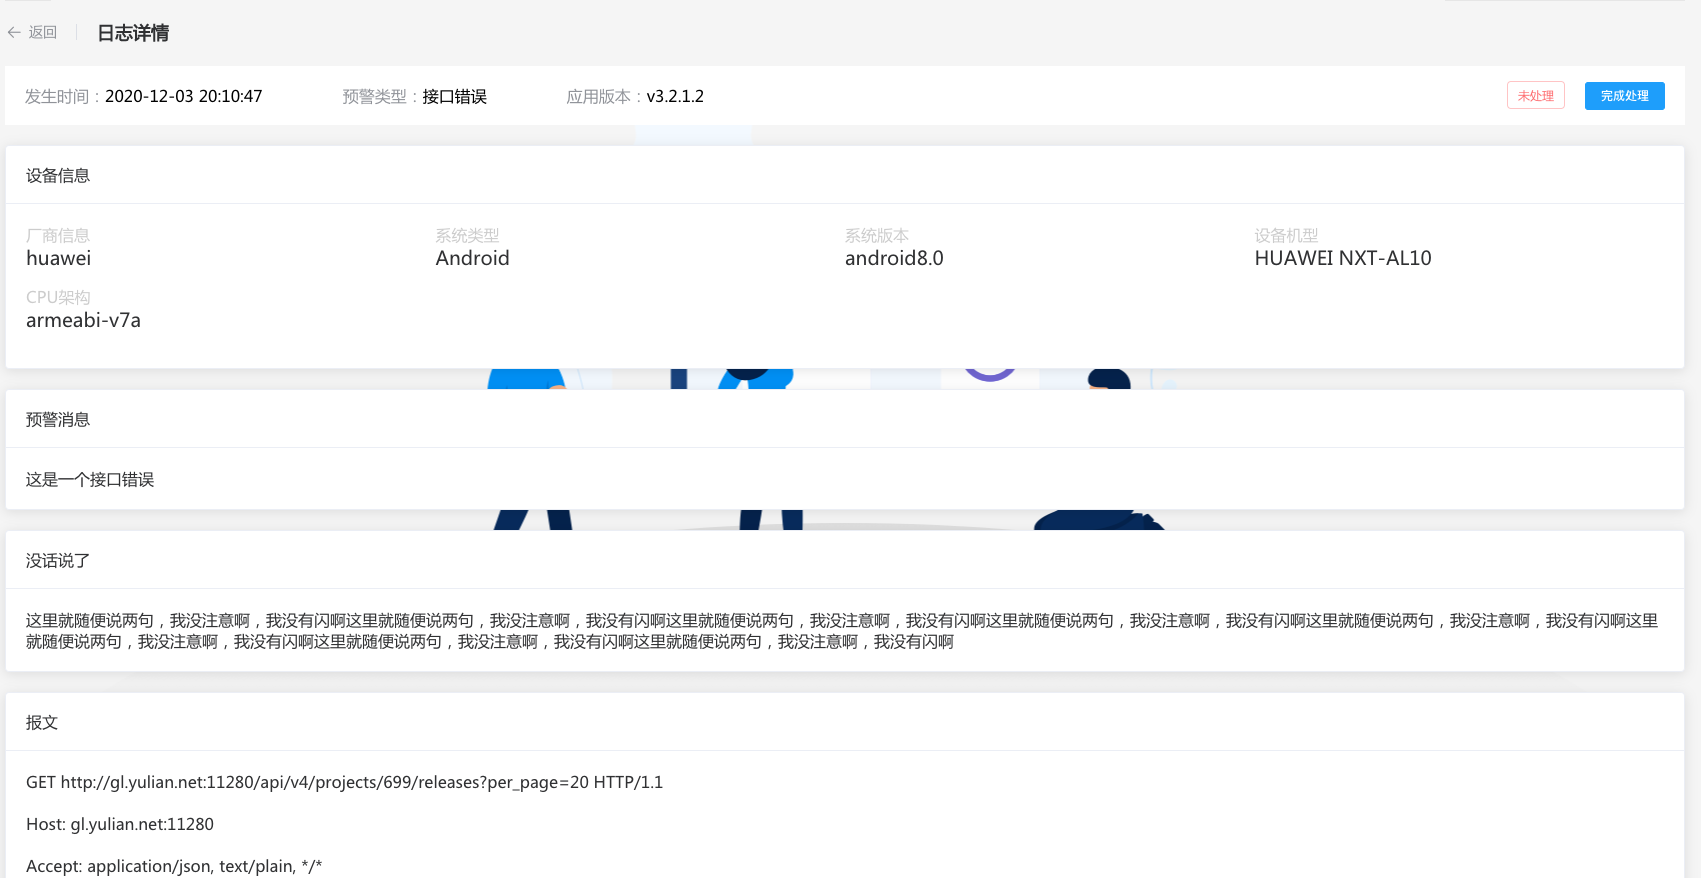 返回 日志详情
发生时间：2020-12-03 20:10:47 预警类型：接口错误 应用版本：v3.2.1.2 未处理 完成处理
设备信息
厂商信息 系统类型 系统版本 设备机型
huawei Android android8.0 HUAWEI NXT-AL10
CPU架构
armeabi-v7a
预警消息
这是一个接口错误
没话说了
这里就随便说两句，我没注意啊，我没有闪啊这里就随便说两句，我没注意啊，我没有闪啊这里就随便说两句，我没注意啊，我没有闪啊这里就随便说两句，我没注意啊，我没有闪啊这里就随便说两句，我没注意啊，我没有闪啊这里
就随便说两句，我没注意啊，我没有闪啊这里就随便说两句，我没注意啊，我没有闪啊这里就随便说两句，我没注意啊，我没有闪啊
报文
GET http://gl.yulian.net:11280/api/v4/projects/699/releases?per_page=20 HTTP/1.1
Host: gl.yulian.net:11280
Accept: application/json, text/plain, */*